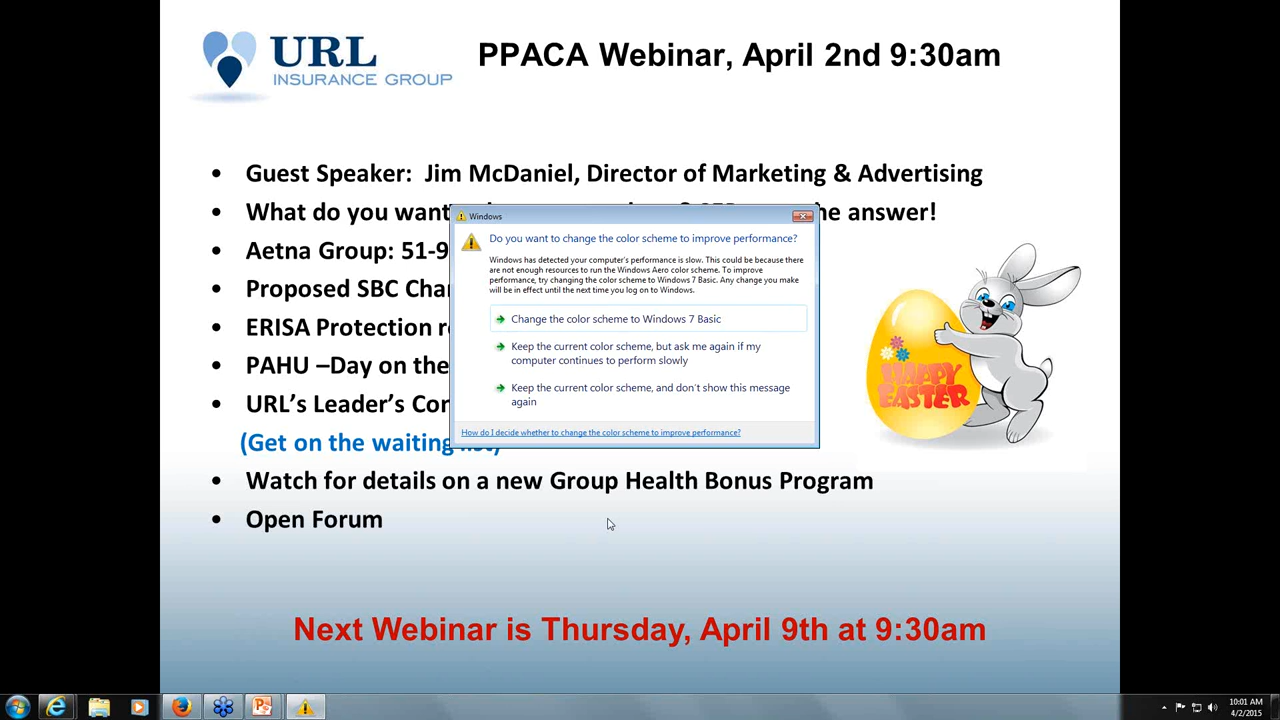 URL
INSURANCE GROUP
PPACA Webinar, April 2nd 9:30am
• Guest Speaker: Jim McDaniel, Director of Marketing & Advertising
• What do you want he answer!
• Aetna Group: 51-9
• Proposed SBC Cha
• ERISA Protection r
• PAHU –Day on the
• URL's Leader's Co
(Get on the waiting list)
• Watch for details on a new Group Health Bonus Program
• Open Forum
Windows
Do you want to change the color scheme to improve performance?
Windows has detected your computer's performance is slow. This could be because there
are not enough resources to run the Windows Aero color scheme. To improve
performance, try changing the color scheme to Windows 7 Basic. Any change you make
will be in effect until the next time you log on to Windows.
Change the color scheme to Windows 7 Basic
Keep the current color scheme, but ask me again if my
computer continues to perform slowly
Keep the current color scheme, and don't show this message
again
How do I decide whether to change the color scheme to improve performance?
HAPPY
EASTER
Next Webinar is Thursday, April 9th at 9:30am
10:01 AM
4/2/2015